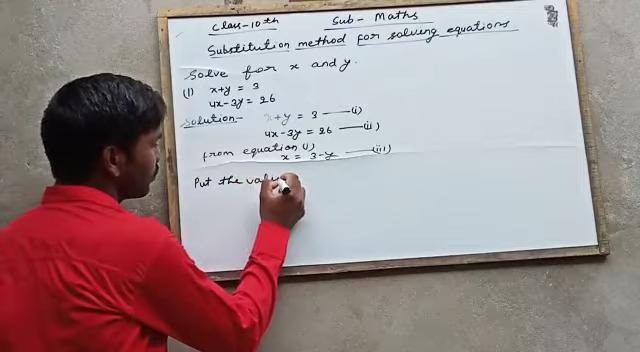 Class-10th Sub- Maths
Substitution method for solving equations
Solve for x and y.
(1) x+y = 3
4x-3y = 26
Solution- x+y = 3 —(i)
4x-3y = 26 —(ii)
from equation (i)
x = 3-y —(iii)
Put the valu